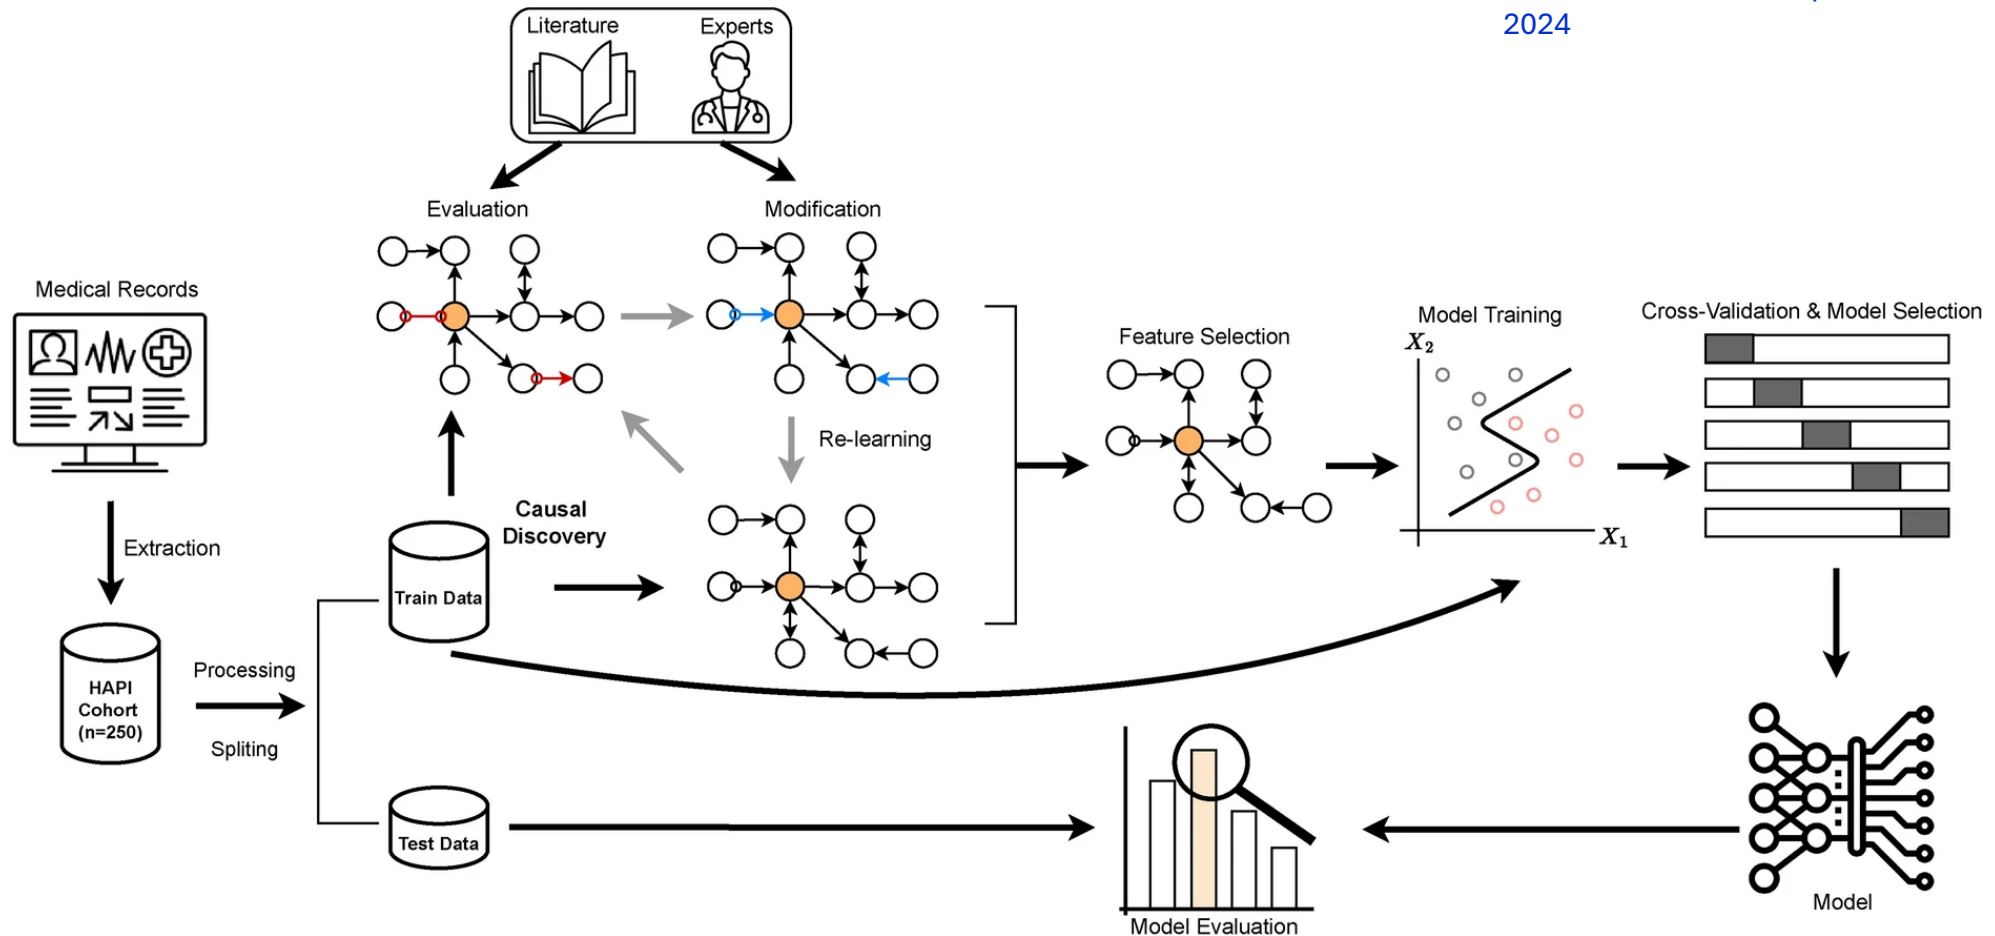 2024
Literature
Experts
Evaluation
Modification
Medical Records
Re-learning
Feature Selection
Model Training
X₂
X₁
Cross-Validation & Model Selection
Extraction
Causal
Discovery
Train Data
HAPI
Cohort
(n=250)
Processing
Spliting
Test Data
Model Evaluation
Model